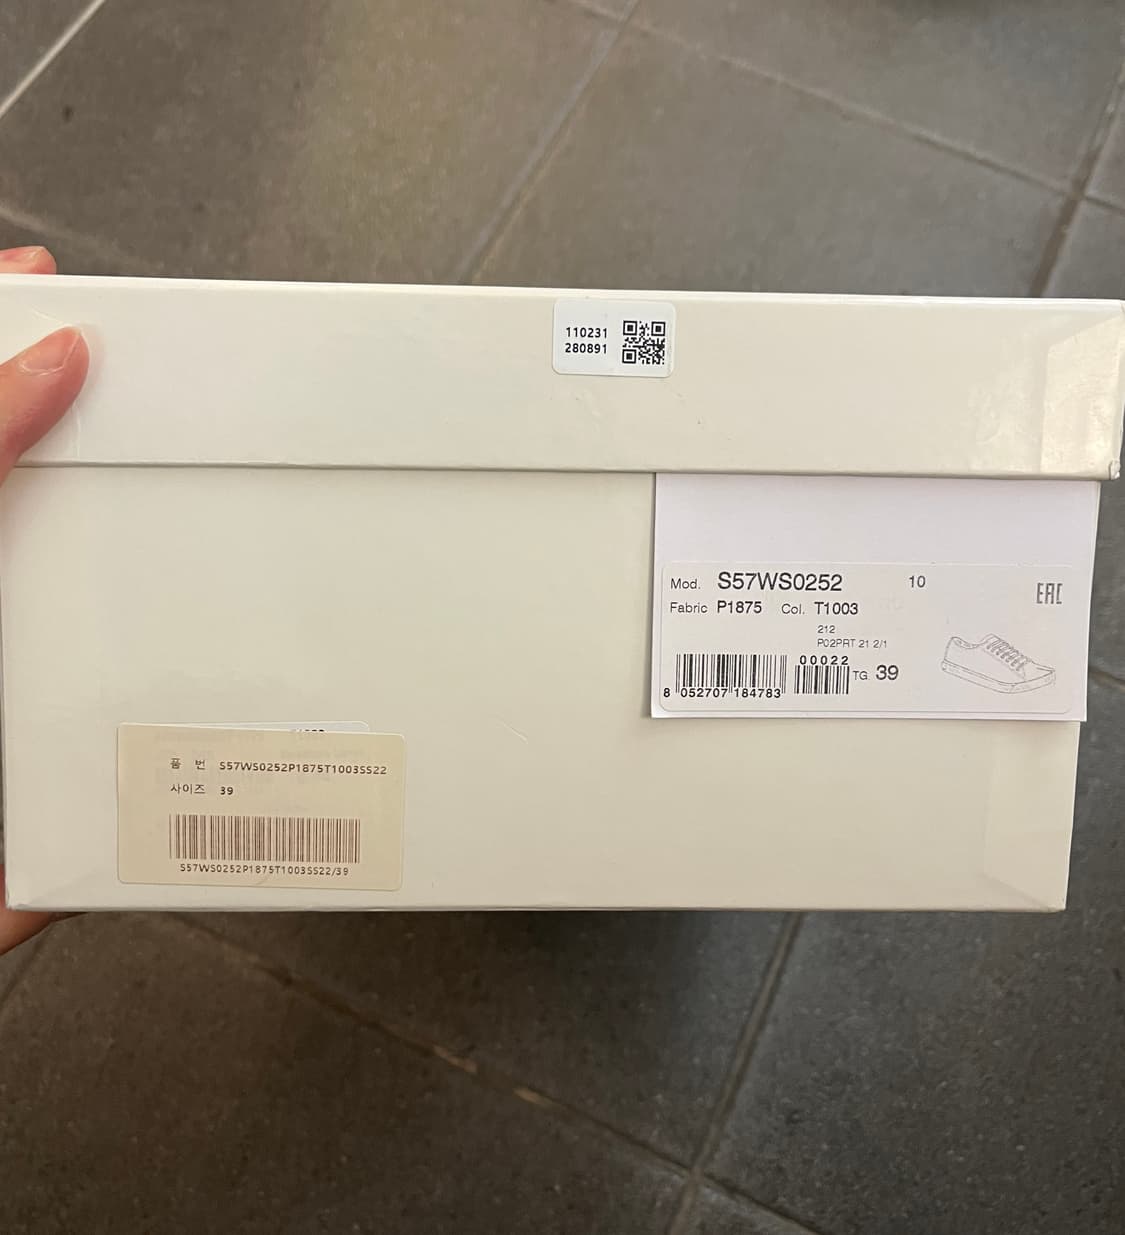 110231
280891
Mod. S57WS0252 10
EAC
Fabric P1875 Col. T1003
212
P02PRT 21 2/1
00022
TG. 39
8 052707 184783
품 번 S57WS0252P1875T1003SS22
사이즈 39
S57WS0252P1875T1003SS22/39